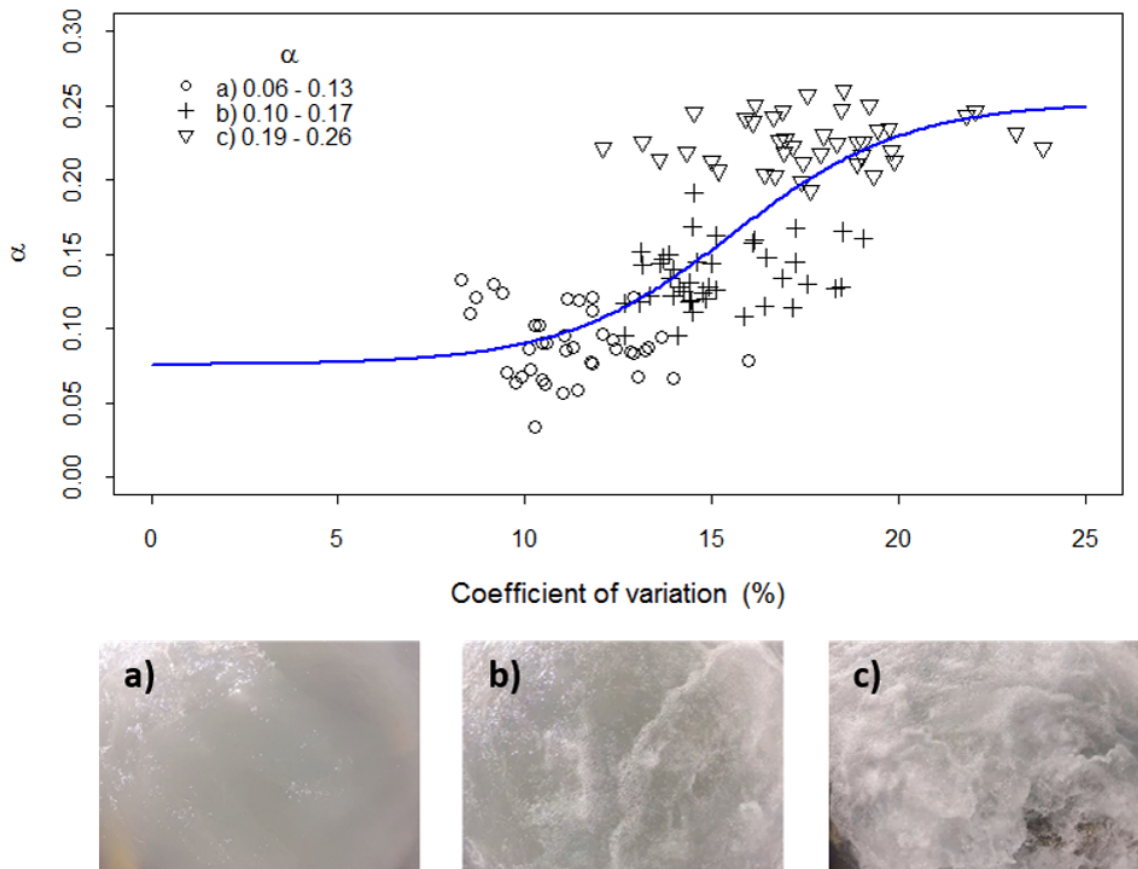 0.30
0.25
0.20
0.15
0.10
0.05
0.00
α
α
a) 0.06 - 0.13
b) 0.10 - 0.17
c) 0.19 - 0.26
0 5 10 15 20 25
Coefficient of variation (%)
a) b) c)